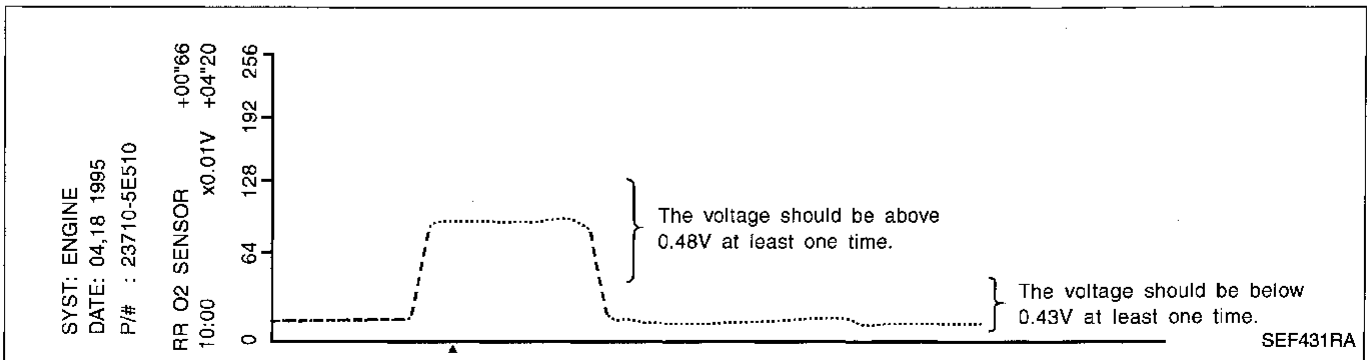 SYST: ENGINE
DATE: 04,18 1995
P/# : 23710-5E510
RR O2 SENSOR +00"66
10:00 x0.01V +04"20
256
192
128
64
0
The voltage should be above
0.48V at least one time.
The voltage should be below
0.43V at least one time.
SEF431RA